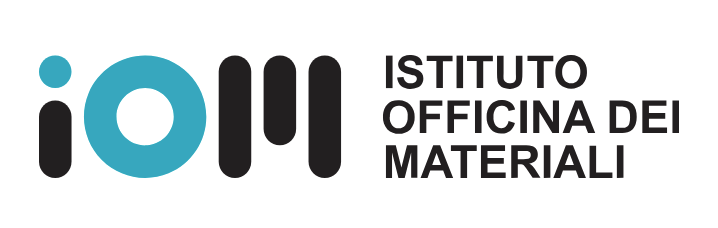 iOM
ISTITUTO
OFFICINA DEI
MATERIALI